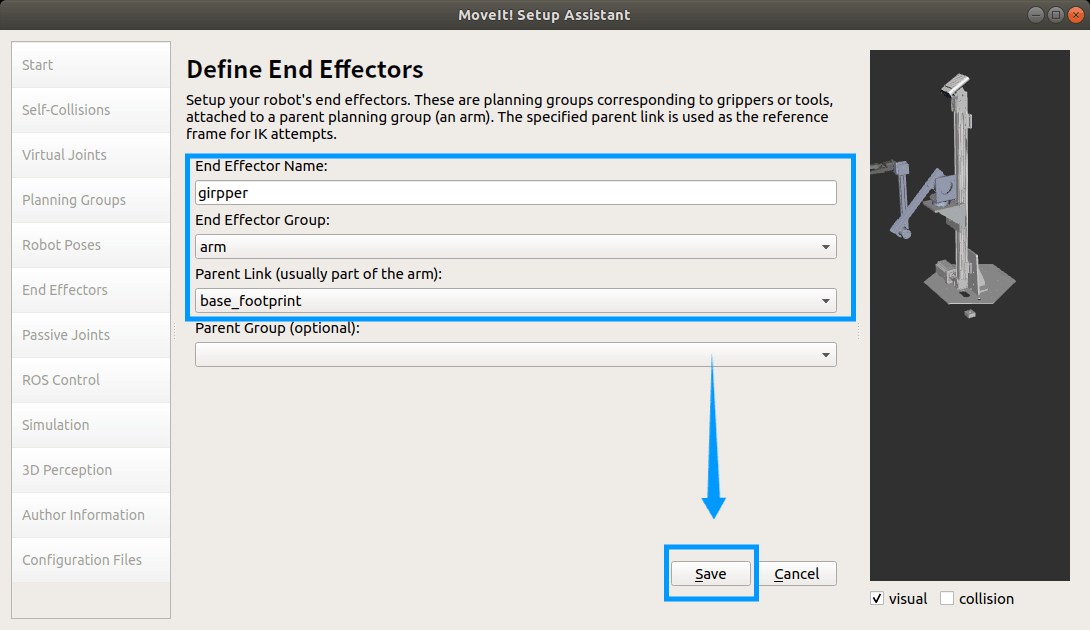 MoveIt! Setup Assistant
Start
Self-Collisions
Virtual Joints
Planning Groups
Robot Poses
End Effectors
Passive Joints
ROS Control
Simulation
3D Perception
Author Information
Configuration Files
Define End Effectors
Setup your robot's end effectors. These are planning groups corresponding to grippers or tools,
attached to a parent planning group (an arm). The specified parent link is used as the reference
frame for IK attempts.
End Effector Name:
girpper
End Effector Group:
arm
Parent Link (usually part of the arm):
base_footprint
Parent Group (optional):
Save
Cancel
visual
collision